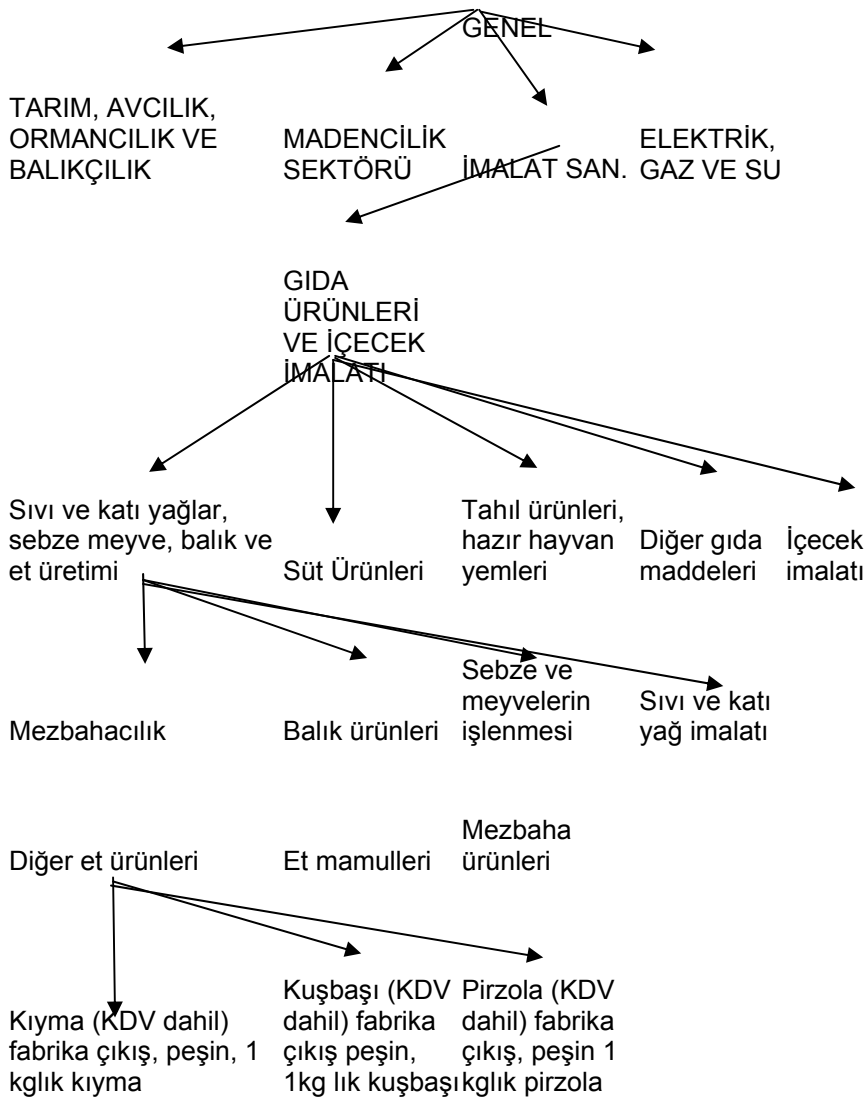 GENEL
TARIM, AVCILIK,
ORMANCILIK VE
BALIKÇILIK
MADENCİLİK
SEKTÖRÜ
İMALAT SAN.
ELEKTRİK,
GAZ VE SU
GIDA
ÜRÜNLERİ
VE İÇECEK
İMALATI
Sıvı ve katı yağlar,
sebze meyve, balık ve
et üretimi
Süt Ürünleri
Tahıl ürünleri,
hazır hayvan
yemleri
Diğer gıda
maddeleri
İçecek
imalatı
Mezbahacılık
Balık ürünleri
Sebze ve
meyvelerin
işlenmesi
Sıvı ve katı
yağ imalatı
Diğer et ürünleri
Et mamulleri
Mezbaha
ürünleri
Kıyma (KDV dahil)
fabrika çıkış, peşin, 1
kglık kıyma
Kuşbaşı (KDV
dahil) fabrika
çıkış peşin,
1kg lık kuşbaşı
Pirzola (KDV
dahil) fabrika
çıkış, peşin 1
kglık pirzola